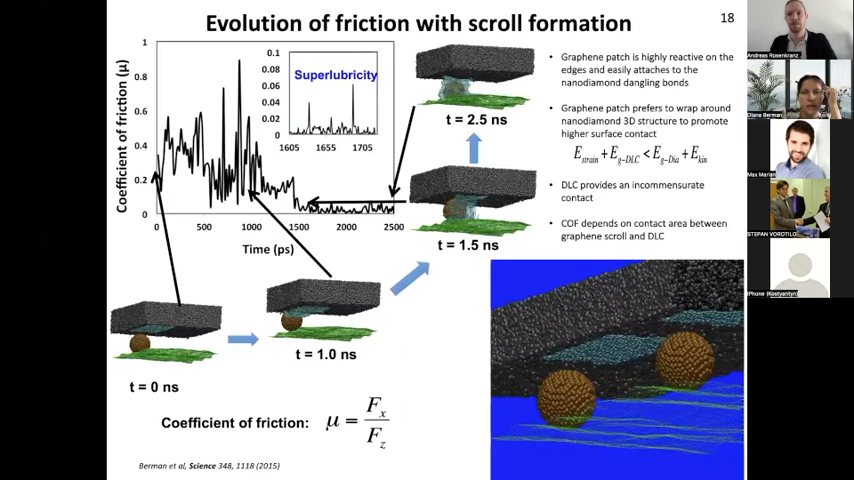 Evolution of friction with scroll formation
18
1
0.8
0.6
0.4
0.2
0
0
500
1000
1500
2000
2500
Coefficient of friction (μ)
Time (ps)
0.1
0.08
0.06
0.04
0.02
0
1605
1655
1705
Superlubricity
t = 2.5 ns
t = 1.5 ns
t = 1.0 ns
t = 0 ns
• Graphene patch is highly reactive on the
edges and easily attaches to the
nanodiamond dangling bonds
• Graphene patch prefers to wrap around
nanodiamond 3D structure to promote
higher surface contact
E_strain + E_g-DLC < E_g-Dia + E_kin
• DLC provides an incommensurate
contact
• COF depends on contact area between
graphene scroll and DLC
Coefficient of friction: μ = F_x / F_z
Berman et al, Science 348, 1118 (2015)
Andreas Rosenkranz
Diana Berman
Max Marian
STEPAN VOROTILO
iPhone (Kostyantyn)